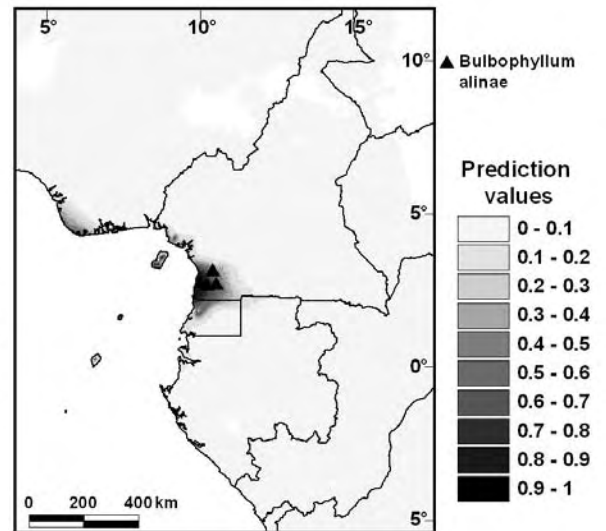 5° 10° 15°
10°
▲ Bulbophyllum
alinae
Prediction
values
0 - 0.1
5°
0.1 - 0.2
0.2 - 0.3
0.3 - 0.4
0.4 - 0.5
0°
0.5 - 0.6
0.6 - 0.7
0.7 - 0.8
0.8 - 0.9
0.9 - 1
0 200 400 km
5°